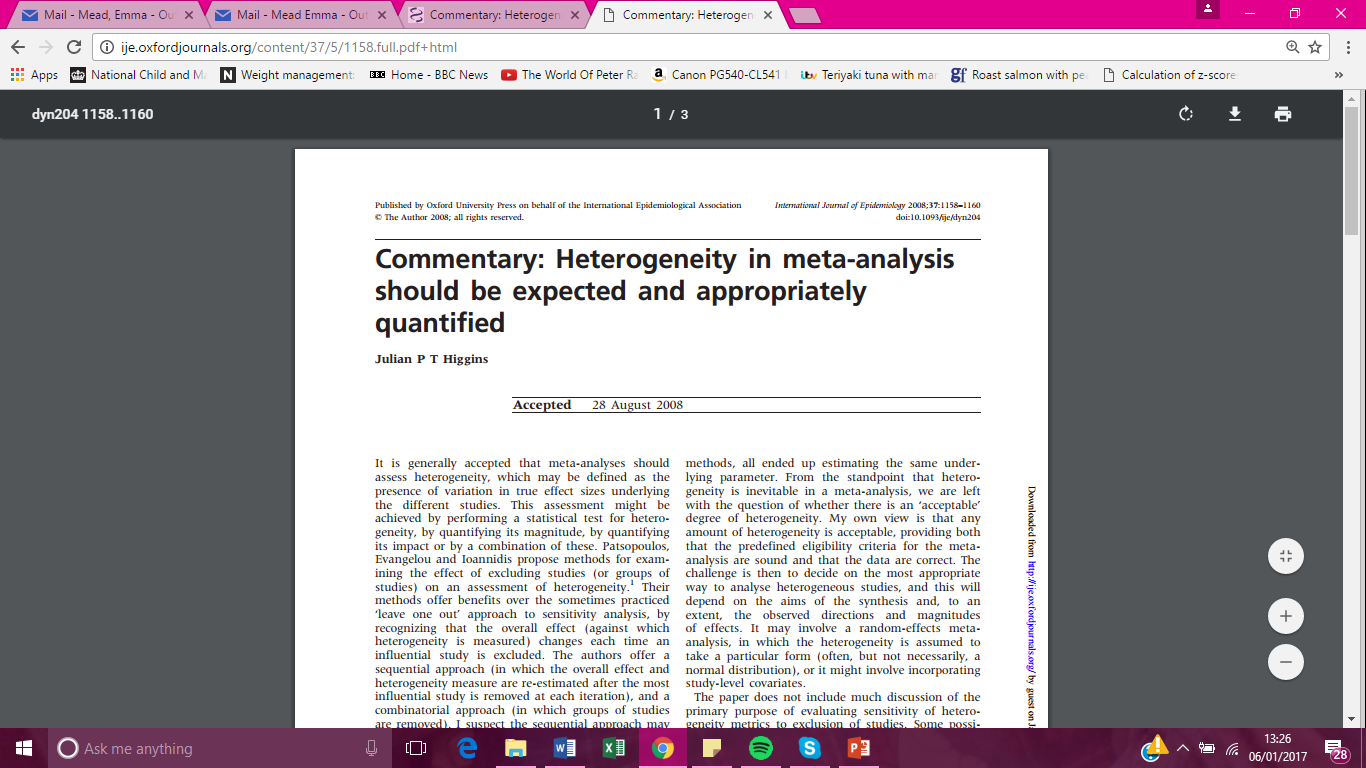 Mail - Mead, Emma - Ou
Mail - Mead Emma - Out
Commentary: Heterogen
Commentary: Heterogen
ije.oxfordjournals.org/content/37/5/1158.full.pdf+html
Apps
National Child and M
Weight management:
Home - BBC News
The World Of Peter Ra
Canon PG540-CL541
Teriyaki tuna with mar
Roast salmon with pe
Calculation of z-score
»
dyn204 1158..1160
1 / 3
Published by Oxford University Press on behalf of the International Epidemiological Association
© The Author 2008; all rights reserved.
International Journal of Epidemiology 2008;37:1158–1160
doi:10.1093/ije/dyn204
Commentary: Heterogeneity in meta-analysis
should be expected and appropriately
quantified
Julian P T Higgins
Accepted 28 August 2008
It is generally accepted that meta-analyses should
assess heterogeneity, which may be defined as the
presence of variation in true effect sizes underlying
the different studies. This assessment might be
achieved by performing a statistical test for hetero-
geneity, by quantifying its magnitude, by quantifying
its impact or by a combination of these. Patsopoulos,
Evangelou and Ioannidis propose methods for exam-
ining the effect of excluding studies (or groups of
studies) on an assessment of heterogeneity.1 Their
methods offer benefits over the sometimes practiced
‘leave one out’ approach to sensitivity analysis, by
recognizing that the overall effect (against which
heterogeneity is measured) changes each time an
influential study is excluded. The authors offer a
sequential approach (in which the overall effect and
heterogeneity measure are re-estimated after the most
influential study is removed at each iteration), and a
combinatorial approach (in which groups of studies
are removed). I suspect the sequential approach may
methods, all ended up estimating the same under-
lying parameter. From the standpoint that hetero-
geneity is inevitable in a meta-analysis, we are left
with the question of whether there is an ‘acceptable’
degree of heterogeneity. My own view is that any
amount of heterogeneity is acceptable, providing both
that the predefined eligibility criteria for the meta-
analysis are sound and that the data are correct. The
challenge is then to decide on the most appropriate
way to analyse heterogeneous studies, and this will
depend on the aims of the synthesis and, to an
extent, the observed directions and magnitudes
of effects. It may involve a random-effects meta-
analysis, in which the heterogeneity is assumed to
take a particular form (often, but not necessarily, a
normal distribution), or it might involve incorporating
study-level covariates.
The paper does not include much discussion of the
primary purpose of evaluating sensitivity of hetero-
geneity metrics to exclusion of studies. Some possi-
Downloaded from http://ije.oxfordjournals.org/ by guest on J
Ask me anything
13:26
06/01/2017
28